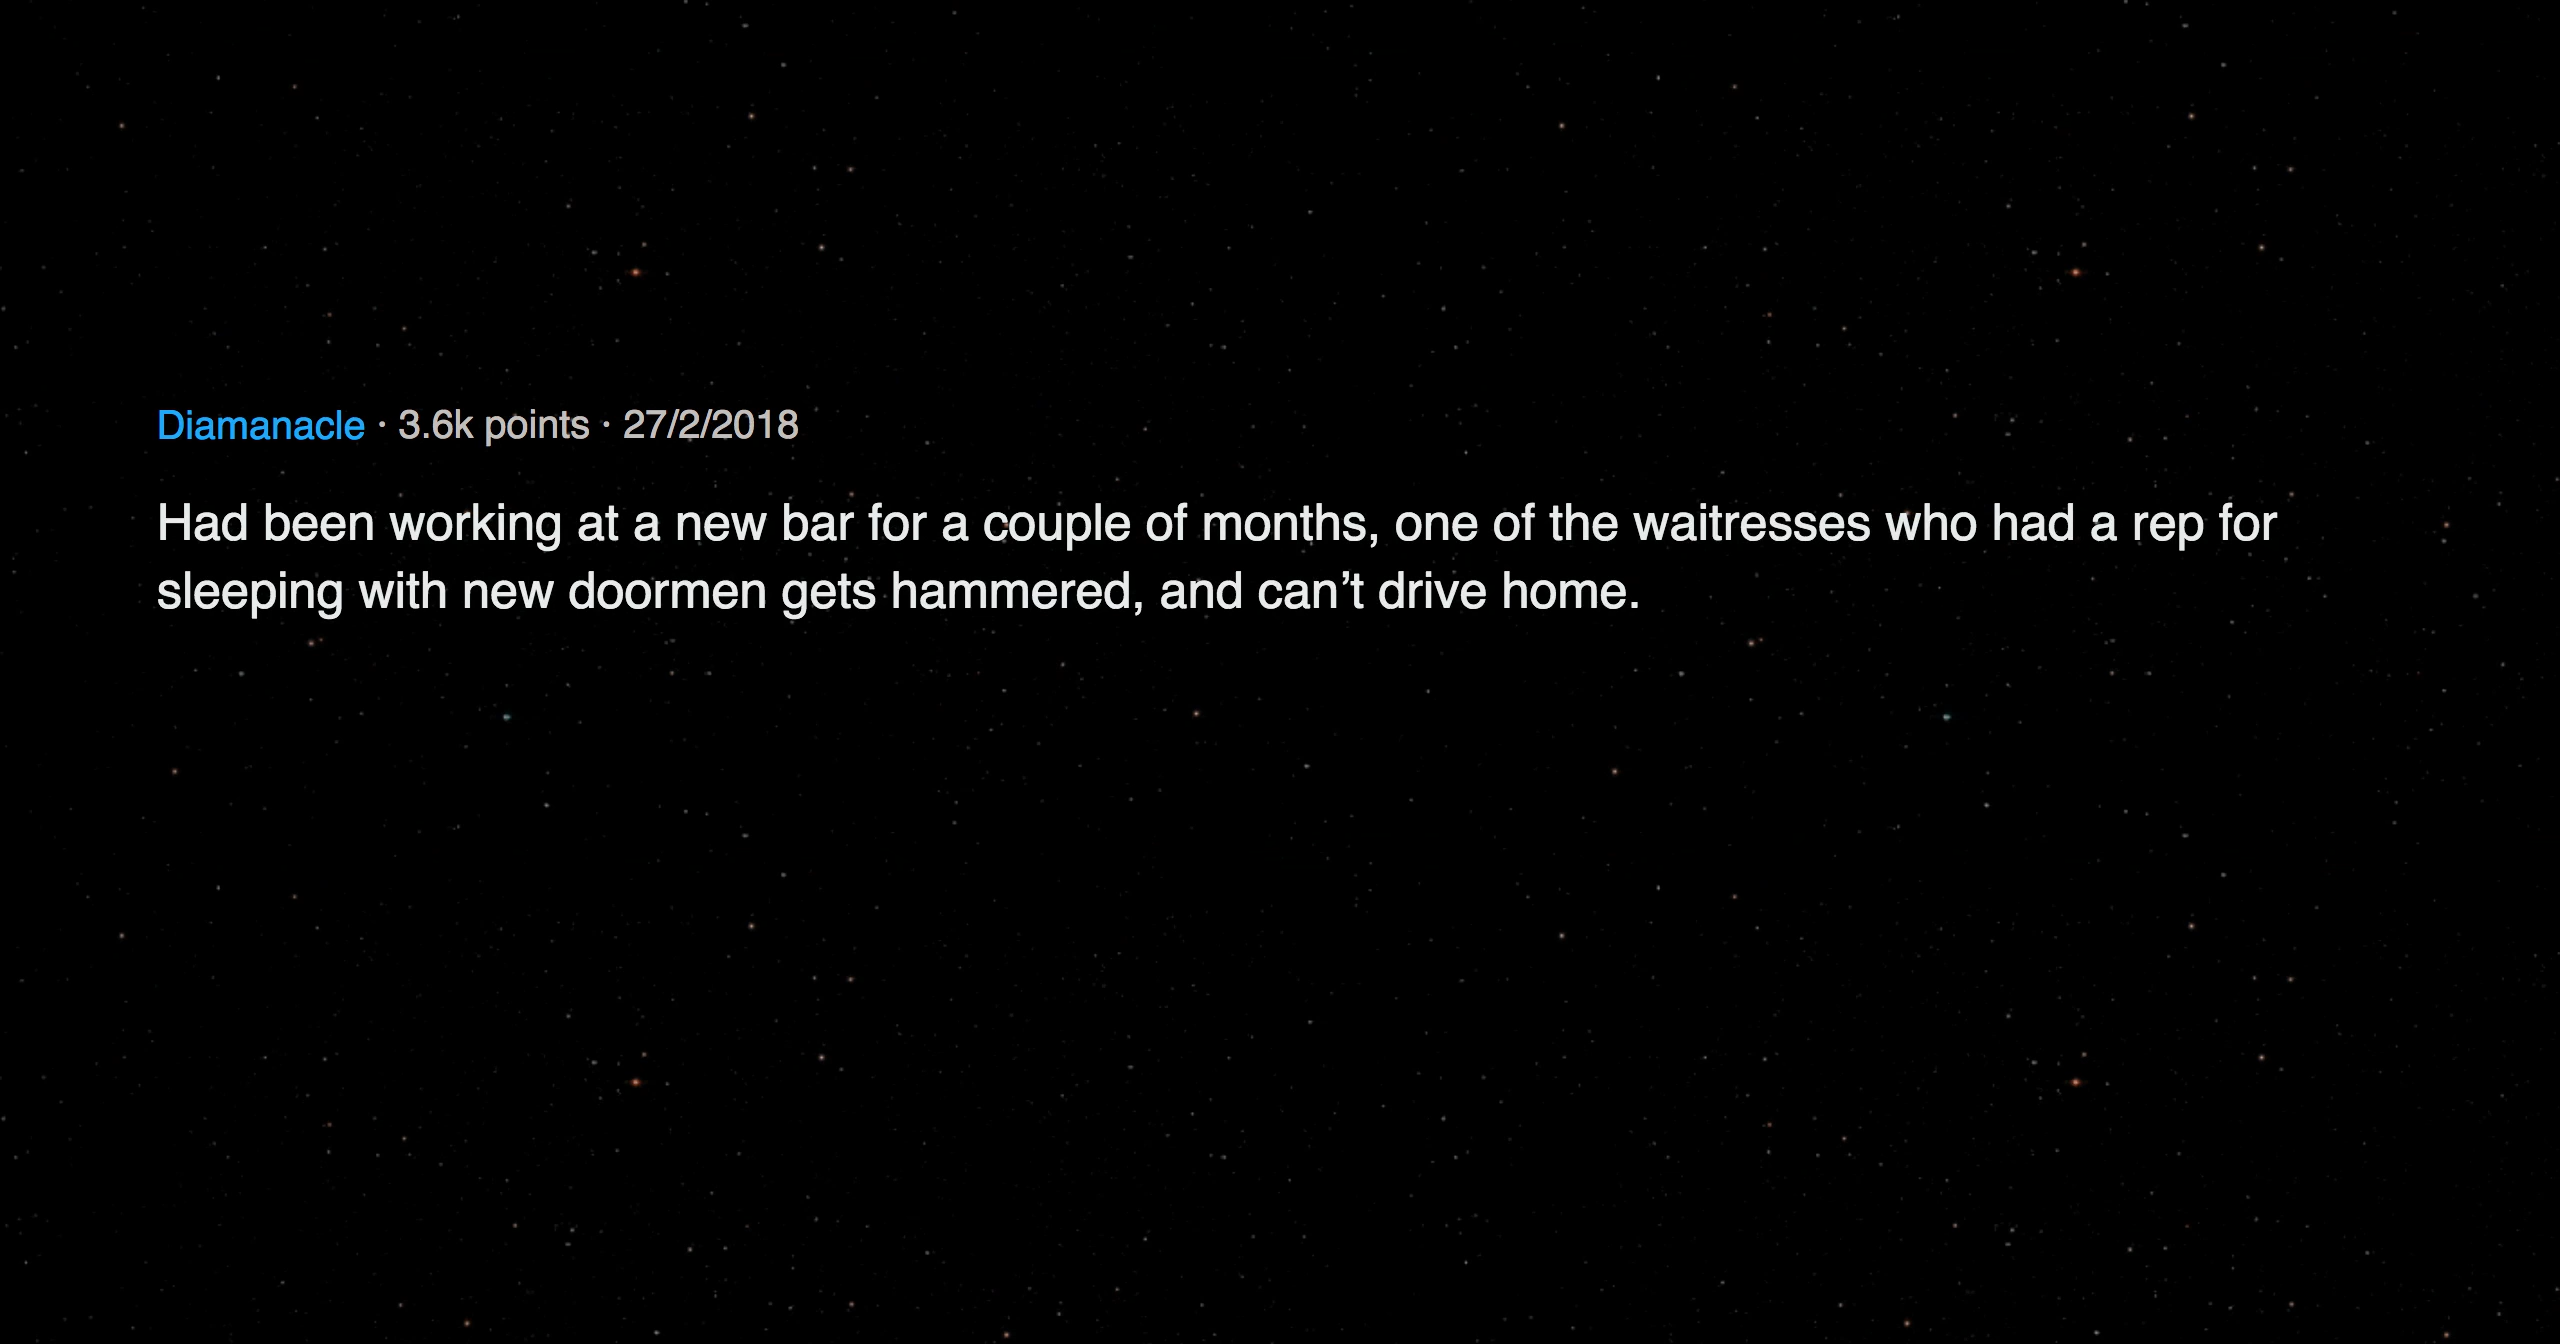 Diamanacle · 3.6k points · 27/2/2018
Had been working at a new bar for a couple of months, one of the waitresses who had a rep for
sleeping with new doormen gets hammered, and can’t drive home.